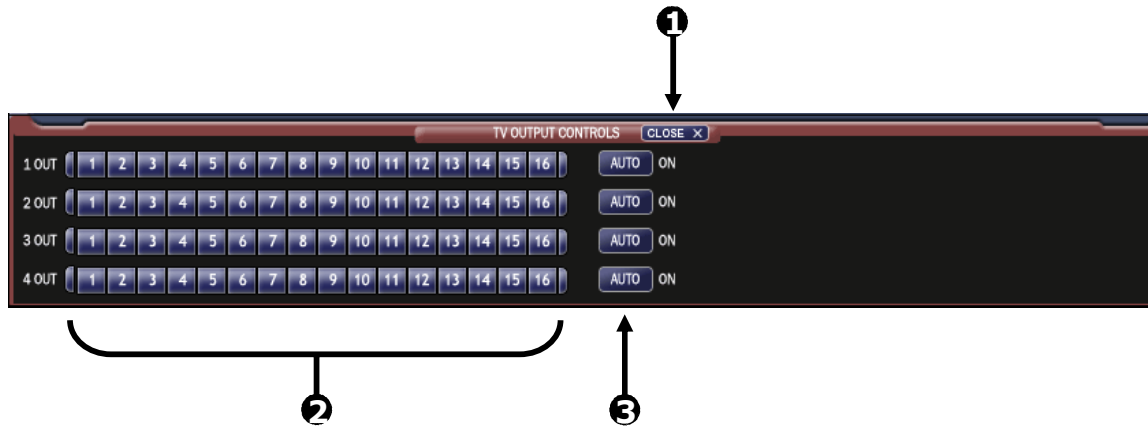 1
TV OUTPUT CONTROLS CLOSE X
1 OUT 1 2 3 4 5 6 7 8 9 10 11 12 13 14 15 16 AUTO ON
2 OUT 1 2 3 4 5 6 7 8 9 10 11 12 13 14 15 16 AUTO ON
3 OUT 1 2 3 4 5 6 7 8 9 10 11 12 13 14 15 16 AUTO ON
4 OUT 1 2 3 4 5 6 7 8 9 10 11 12 13 14 15 16 AUTO ON
2 3